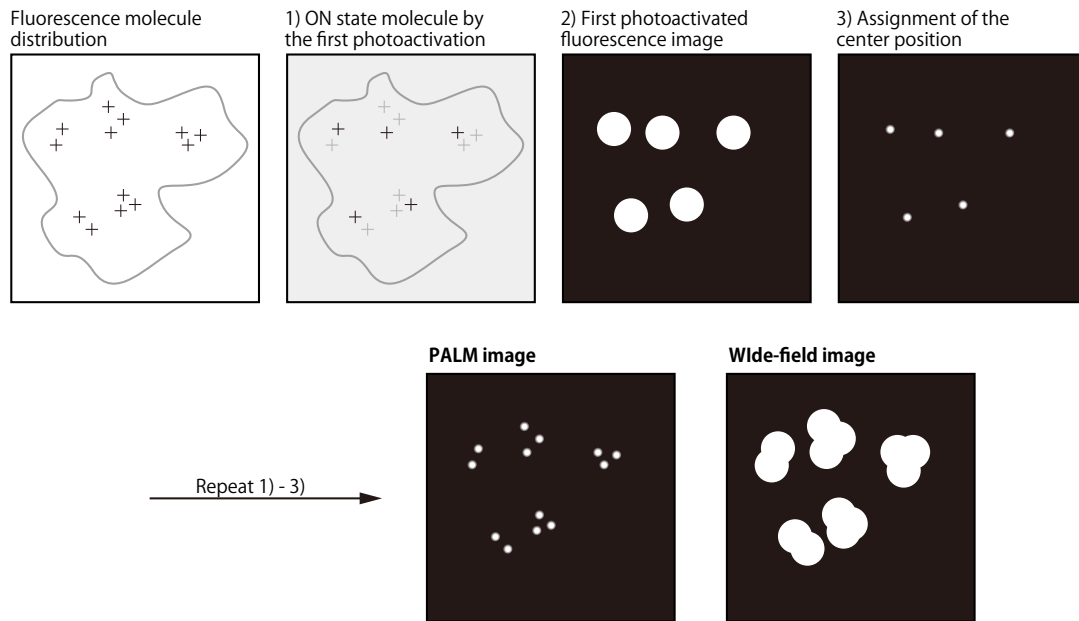 Fluorescence molecule
distribution
1) ON state molecule by
the first photoactivation
2) First photoactivated
fluorescence image
3) Assignment of the
center position
Repeat 1) - 3)
PALM image
WIde-field image